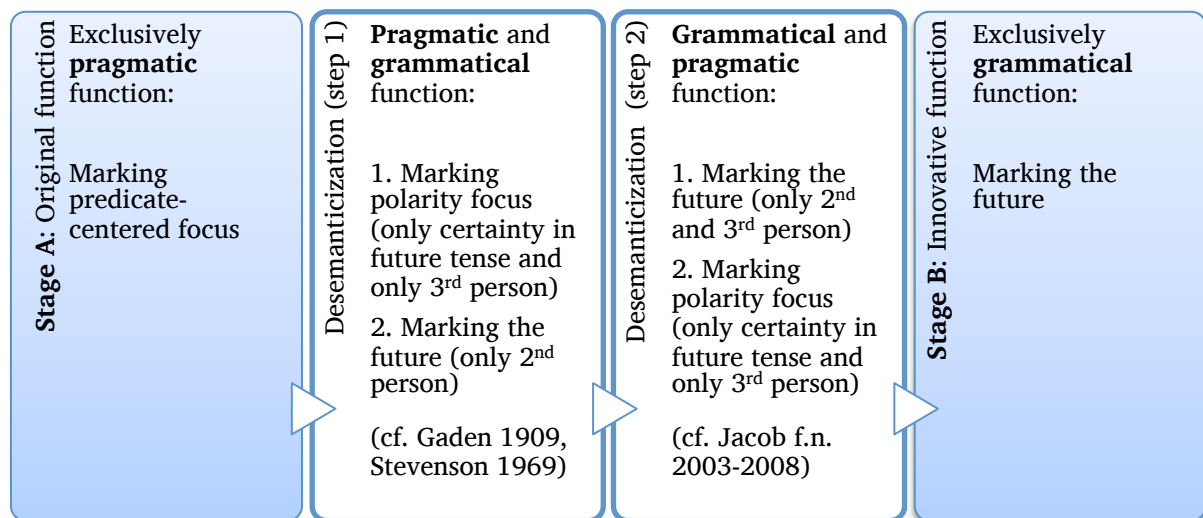 Stage A: Original function
Exclusively
pragmatic
function:
Marking
predicate-
centered focus
Desemanticization (step 1)
Pragmatic and
grammatical
function:
1. Marking
polarity focus
(only certainty in
future tense and
only 3rd person)
2. Marking the
future (only 2nd
person)
(cf. Gaden 1909,
Stevenson 1969)
Desemanticization (step 2)
Grammatical and
pragmatic
function:
1. Marking the
future (only 2nd
and 3rd person)
2. Marking
polarity focus
(only certainty in
future tense and
only 3rd person)
(cf. Jacob f.n.
2003-2008)
Stage B: Innovative function
Exclusively
grammatical
function:
Marking the
future